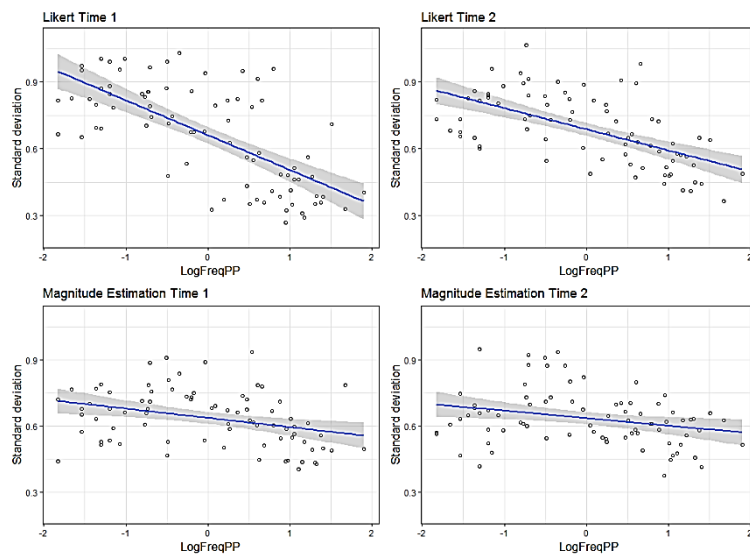 Likert Time 1
Standard deviation
0.9
0.6
0.3
-2 -1 0 1 2
LogFreqPP
Likert Time 2
Standard deviation
0.9
0.6
0.3
-2 -1 0 1 2
LogFreqPP
Magnitude Estimation Time 1
Standard deviation
0.9
0.6
0.3
-2 -1 0 1 2
LogFreqPP
Magnitude Estimation Time 2
Standard deviation
0.9
0.6
0.3
-2 -1 0 1 2
LogFreqPP